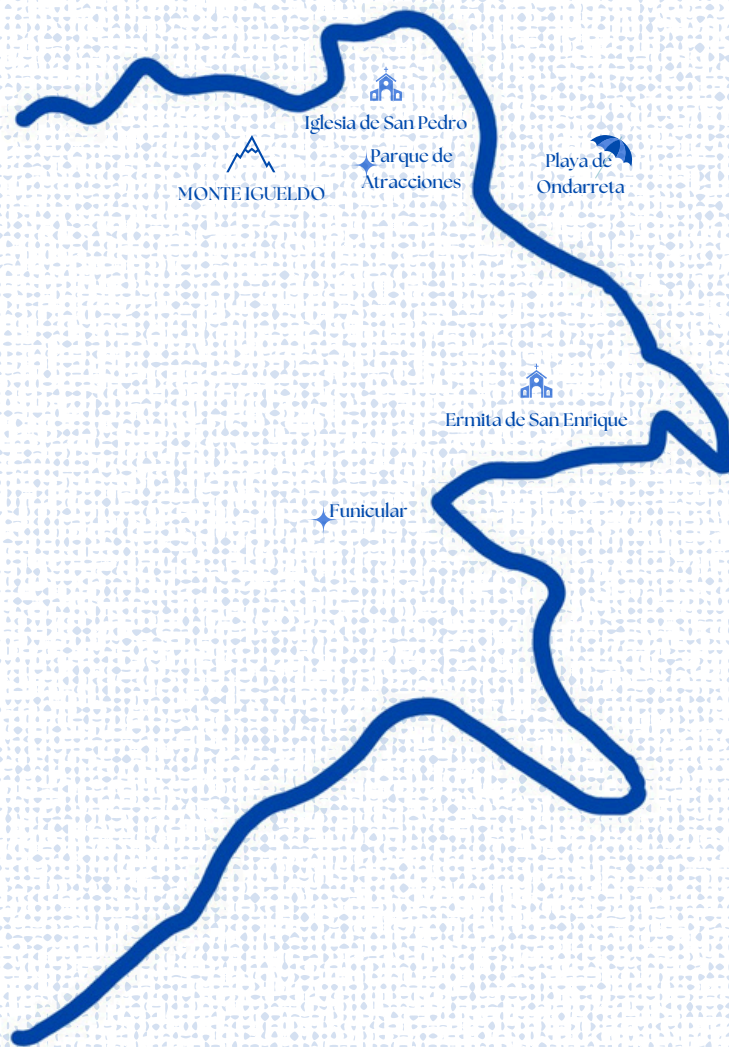 Iglesia de San Pedro
Parque de
Atracciones
MONTE IGUELDO
Playa de
Ondarreta
Ermita de San Enrique
Funicular